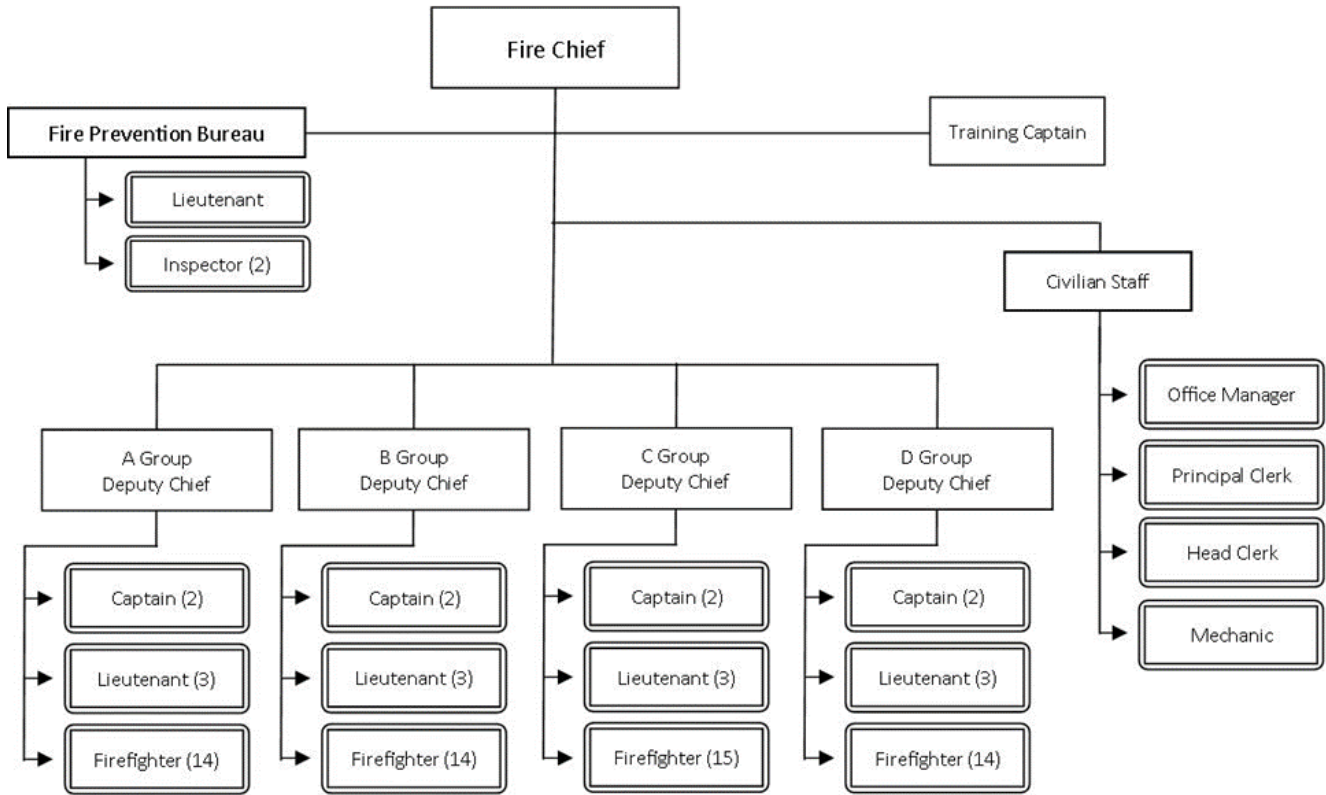 Fire Chief
Fire Prevention Bureau
Training Captain
Lieutenant
Inspector (2)
Civilian Staff
Office Manager
Principal Clerk
Head Clerk
Mechanic
A Group
Deputy Chief
Captain (2)
Lieutenant (3)
Firefighter (14)
B Group
Deputy Chief
Captain (2)
Lieutenant (3)
Firefighter (14)
C Group
Deputy Chief
Captain (2)
Lieutenant (3)
Firefighter (15)
D Group
Deputy Chief
Captain (2)
Lieutenant (3)
Firefighter (14)